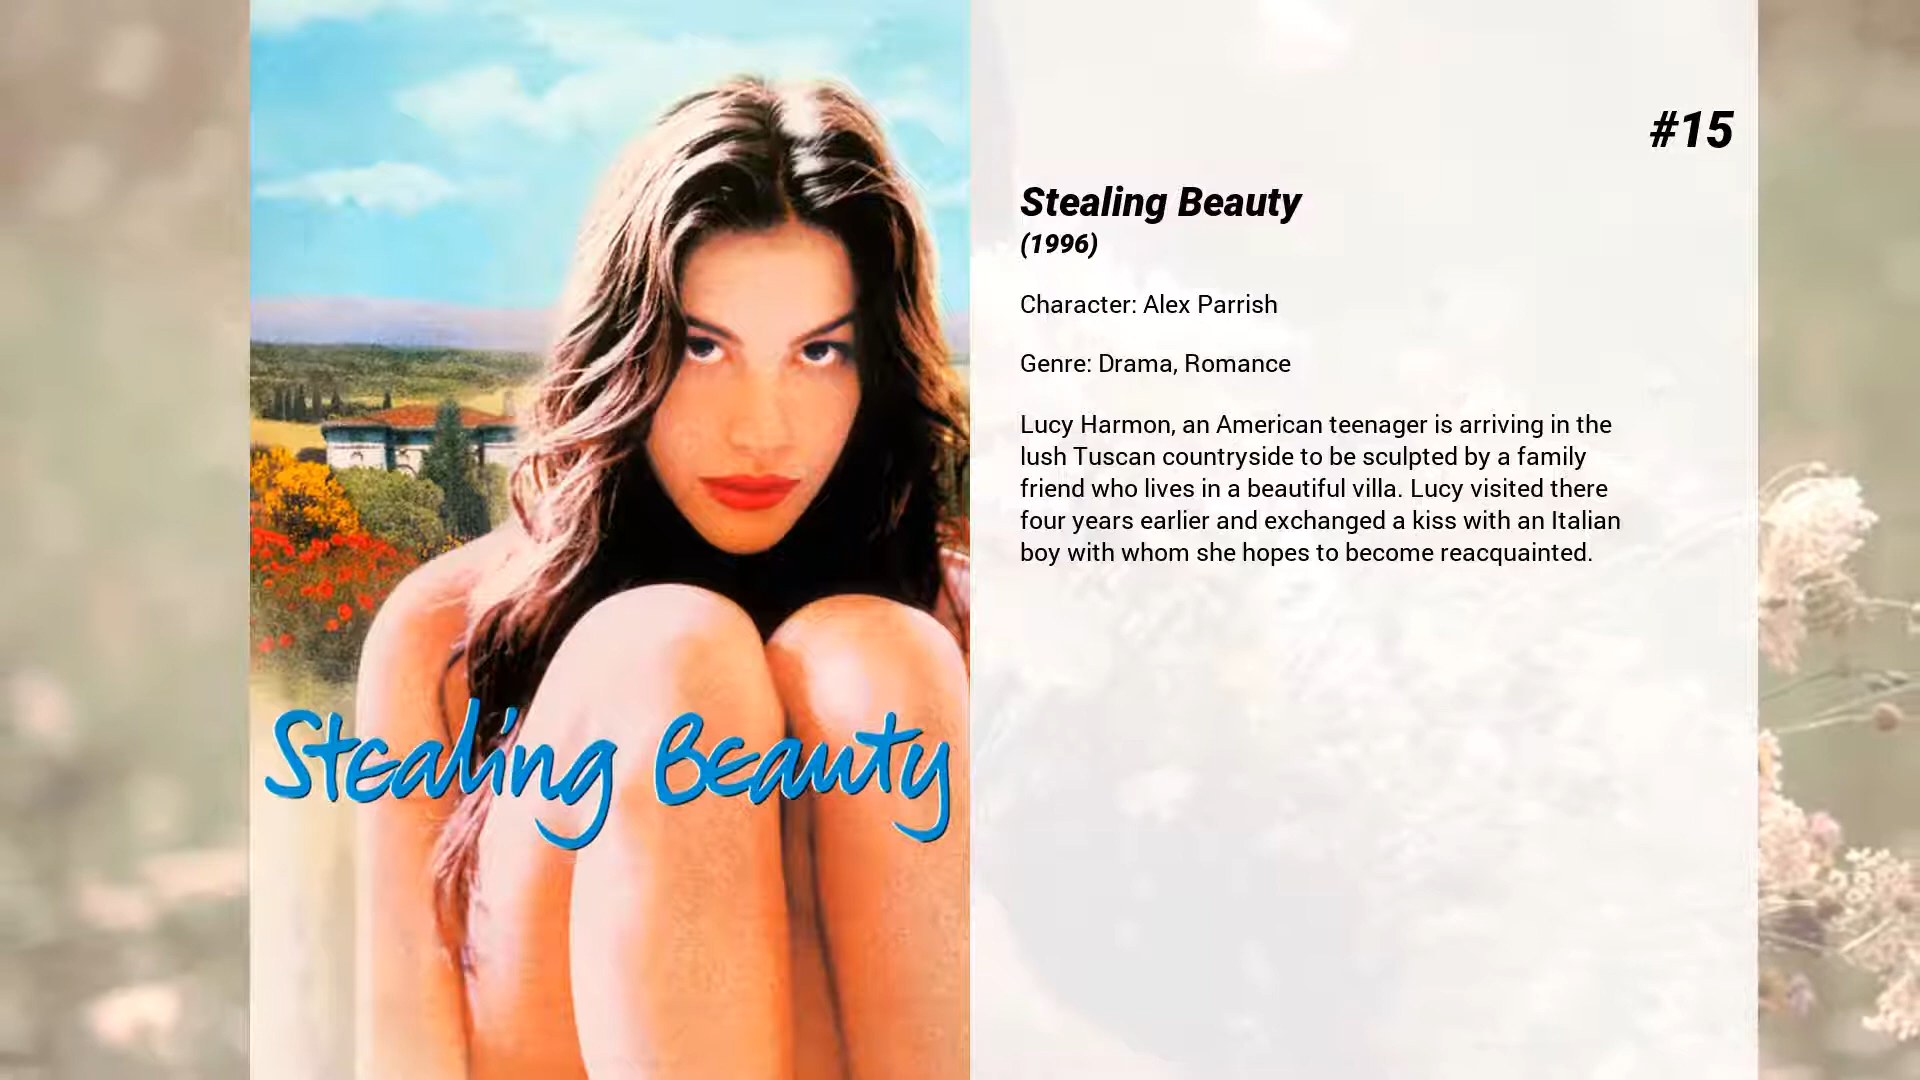 #15
Stealing Beauty
(1996)
Character: Alex Parrish
Genre: Drama, Romance
Lucy Harmon, an American teenager is arriving in the
lush Tuscan countryside to be sculpted by a family
friend who lives in a beautiful villa. Lucy visited there
four years earlier and exchanged a kiss with an Italian
boy with whom she hopes to become reacquainted.
Stealing Beauty